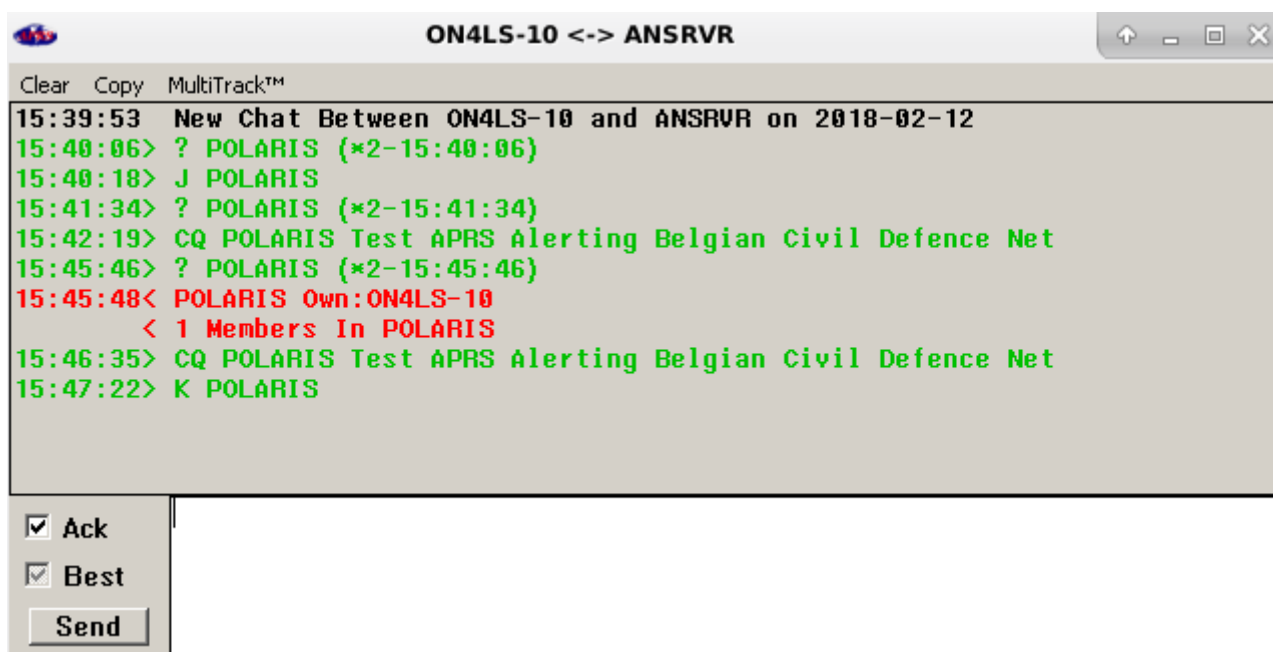 ON4LS-10 <-> ANSRVR
Clear Copy MultiTrack™
15:39:53 New Chat Between ON4LS-10 and ANSRVR on 2018-02-12
15:40:06> ? POLARIS (*2-15:40:06)
15:40:18> J POLARIS
15:41:34> ? POLARIS (*2-15:41:34)
15:42:19> CQ POLARIS Test APRS Alerting Belgian Civil Defence Net
15:45:46> ? POLARIS (*2-15:45:46)
15:45:48< POLARIS Own:ON4LS-10
< 1 Members In POLARIS
15:46:35> CQ POLARIS Test APRS Alerting Belgian Civil Defence Net
15:47:22> K POLARIS
Ack
Best
Send